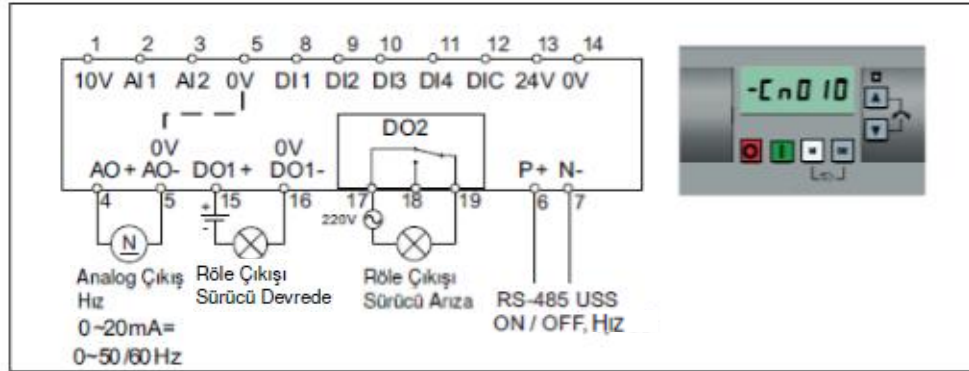 1 2 3 5 8 9 10 11 12 13 14
10V AI1 AI2 0V DI1 DI2 DI3 DI4 DIC 24V 0V
-Cn010
DO2
0V 0V
AO+ AO- DO1+ DO1- P+ N-
4 5 15 16 17 18 19 6 7
+
-
220V
N
Analog Çıkış
Hız
0~20mA=
0~50/60 Hz
Röle Çıkışı
Sürücü Devrede
Röle Çıkışı
Sürücü Arıza
RS-485 USS
ON / OFF, Hız